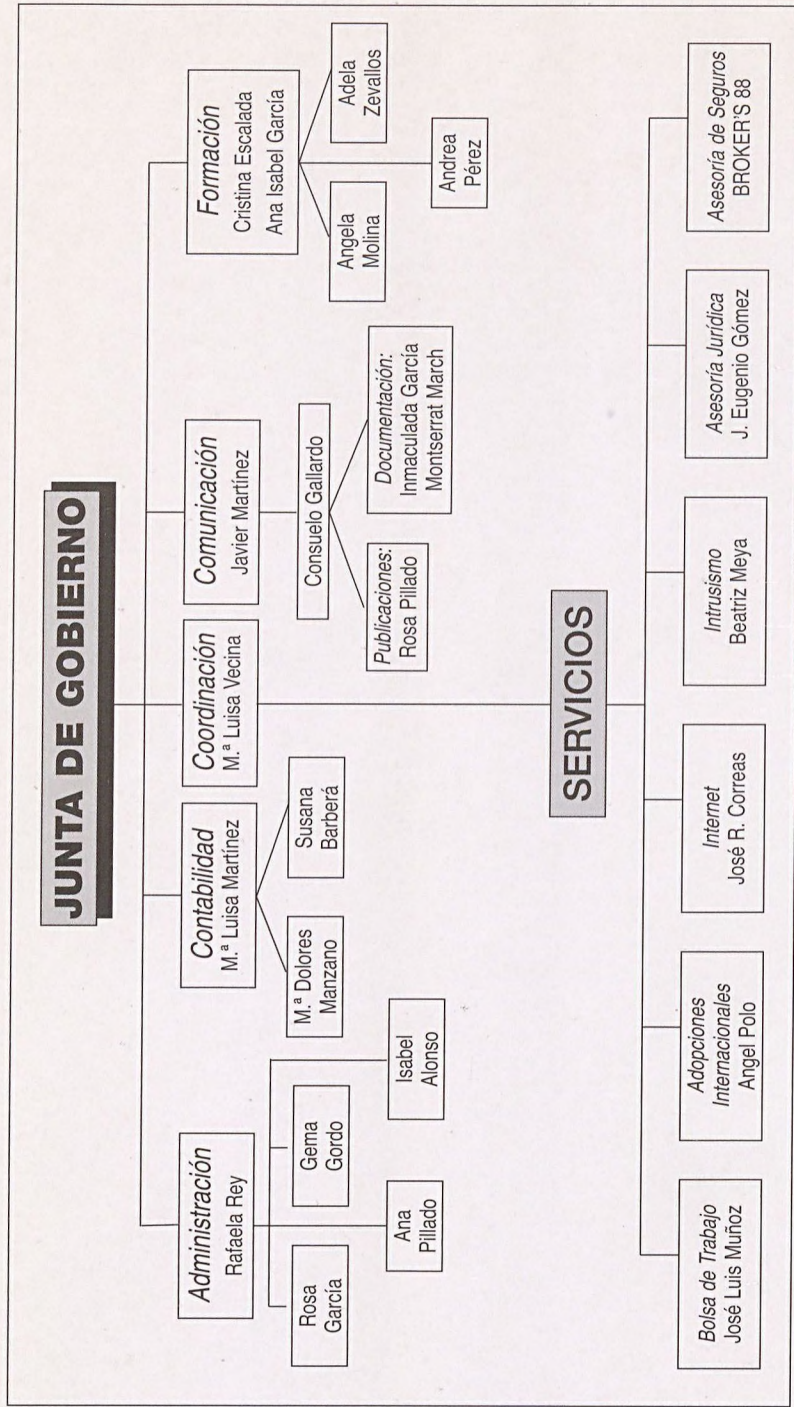 JUNTA DE GOBIERNO
Administración
Rafaela Rey
Rosa
García
Gema
Gordo
Ana
Pillado
Isabel
Alonso
Contabilidad
M.ª Luisa Martínez
M.ª Dolores
Manzano
Susana
Barberá
Coordinación
M.ª Luisa Vecina
Comunicación
Javier Martínez
Consuelo Gallardo
Publicaciones:
Rosa Pillado
Documentación:
Inmaculada García
Montserrat March
Formación
Cristina Escalada
Ana Isabel García
Angela
Molina
Adela
Zevallos
Andrea
Pérez
SERVICIOS
Bolsa de Trabajo
José Luis Muñoz
Adopciones
Internacionales
Angel Polo
Internet
José R. Correas
Intrusismo
Beatriz Meya
Asesoría Jurídica
J. Eugenio Gómez
Asesoría de Seguros
BROKER'S 88